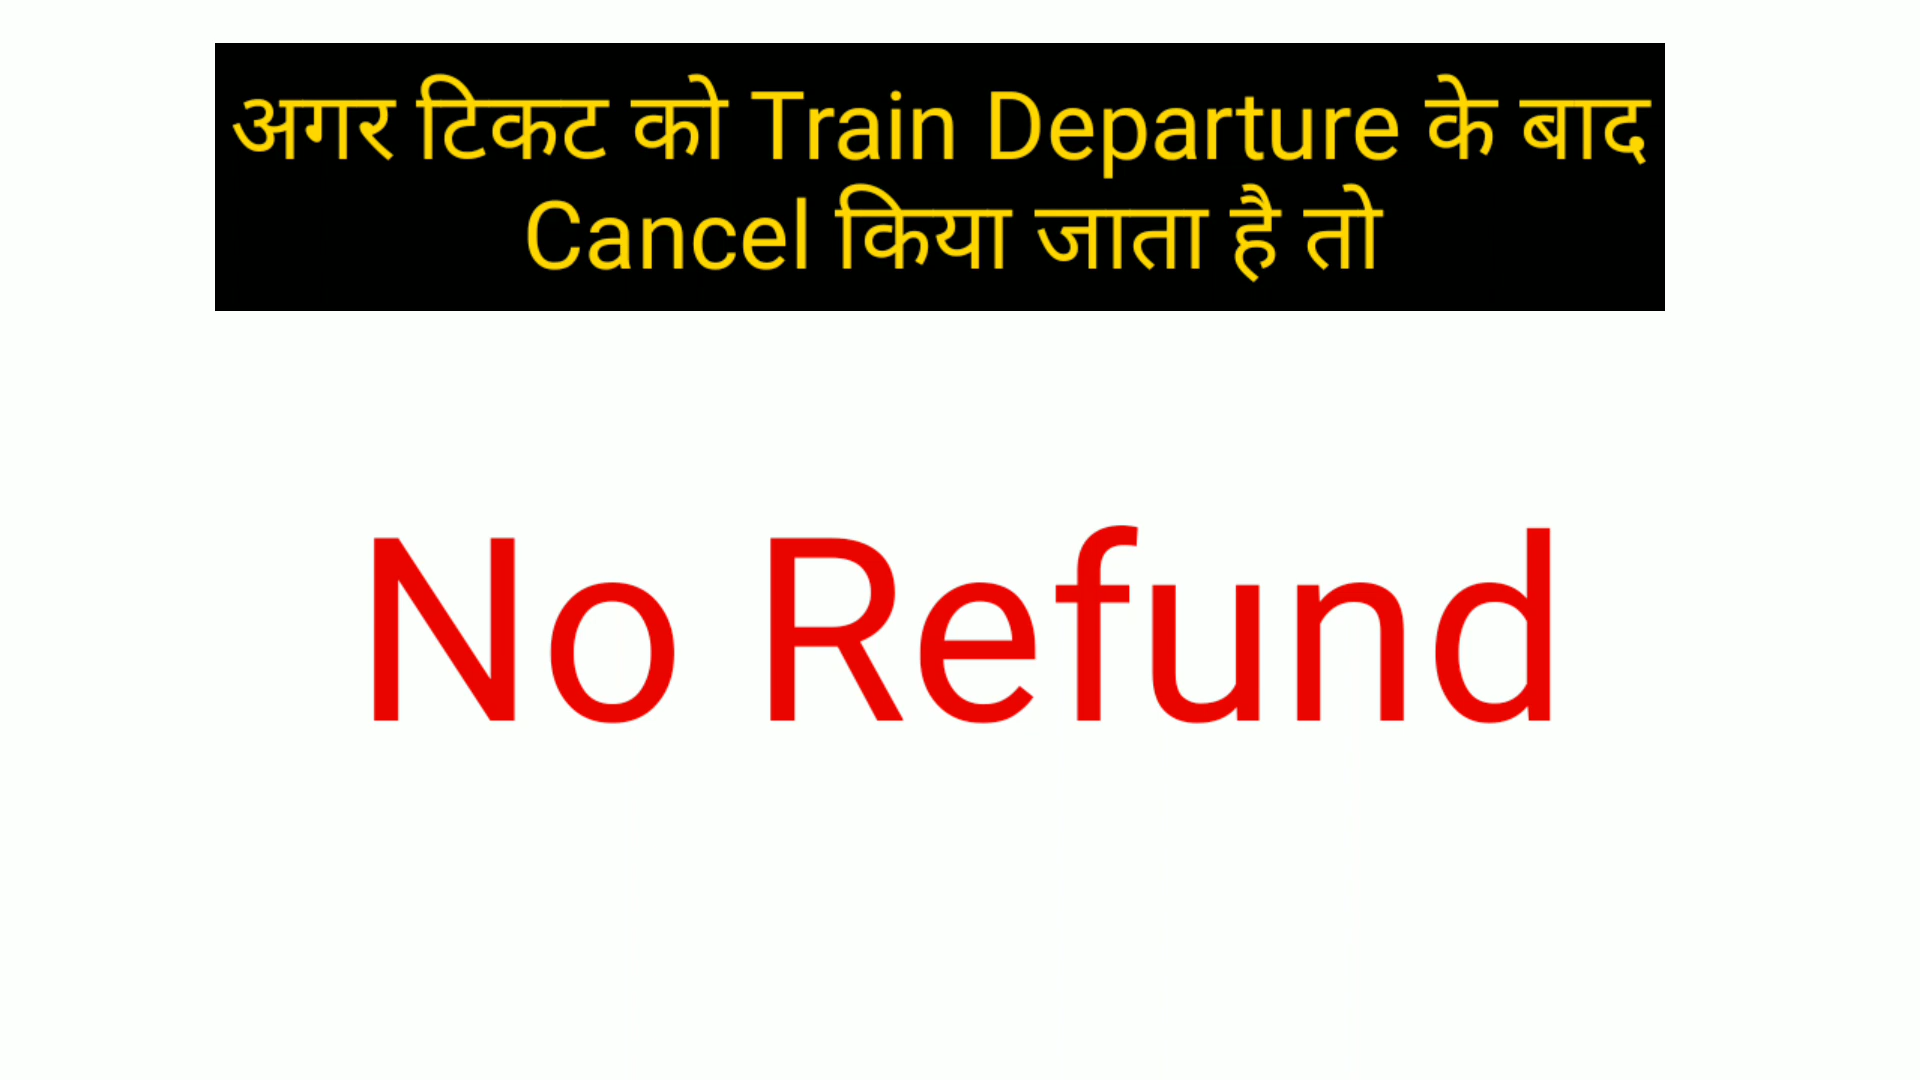 अगर टिकट को Train Departure के बाद
Cancel किया जाता है तो
No Refund